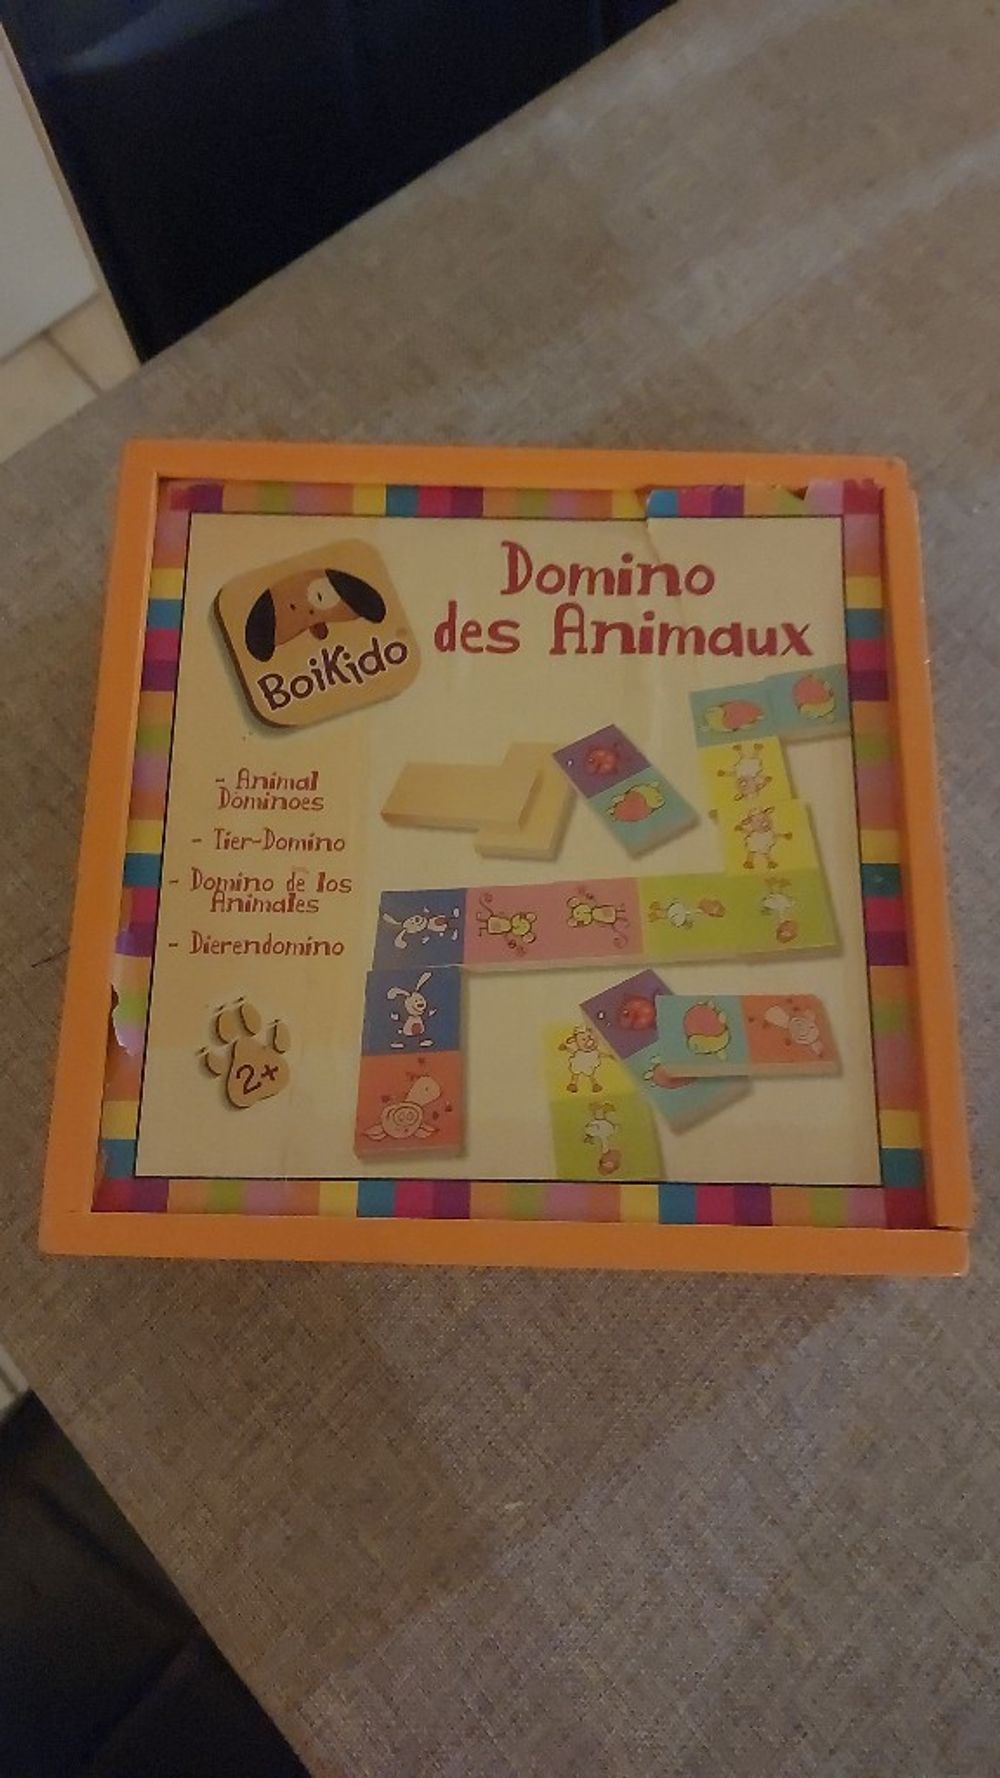 BoiKido
Domino
des Animaux
- Animal
Dominoes
- Tier-Domino
- Domino de los
Animales
- Dierendomino
2+